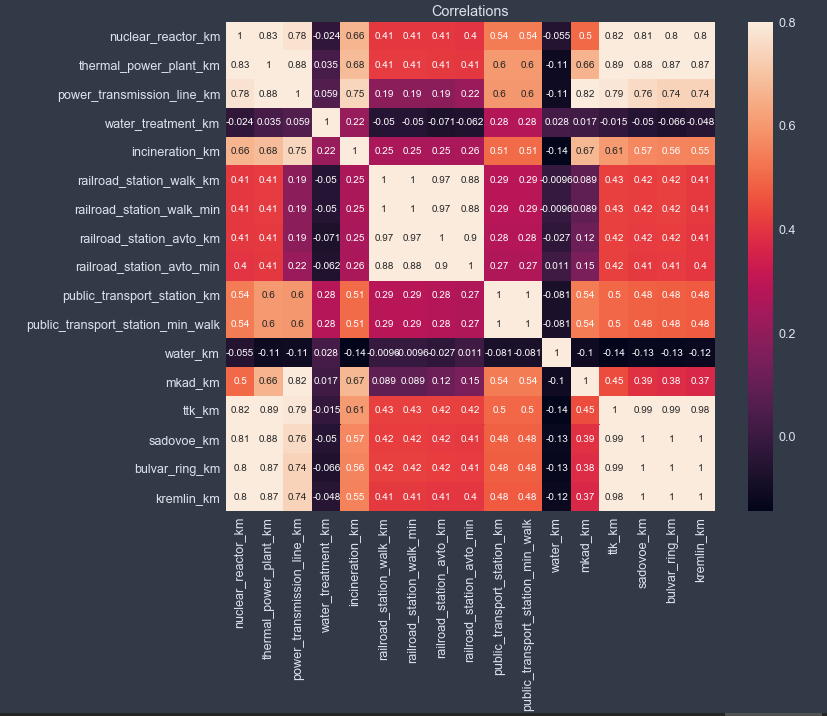 Correlations
nuclear_reactor_km 1 0.83 0.78 -0.024 0.66 0.41 0.41 0.41 0.4 0.54 0.54 -0.055 0.5 0.82 0.81 0.8 0.8
thermal_power_plant_km 0.83 1 0.88 0.035 0.68 0.41 0.41 0.41 0.41 0.6 0.6 -0.11 0.66 0.89 0.88 0.87 0.87
power_transmission_line_km 0.78 0.88 1 0.059 0.75 0.19 0.19 0.19 0.22 0.6 0.6 -0.11 0.82 0.79 0.76 0.74 0.74
water_treatment_km -0.024 0.035 0.059 1 0.22 -0.05 -0.05 -0.071 -0.062 0.28 0.28 0.028 0.017 -0.015 -0.05 -0.066 -0.048
incineration_km 0.66 0.68 0.75 0.22 1 0.25 0.25 0.25 0.26 0.51 0.51 -0.14 0.67 0.61 0.57 0.56 0.55
railroad_station_walk_km 0.41 0.41 0.19 -0.05 0.25 1 1 0.97 0.88 0.29 0.29 -0.0096 0.089 0.43 0.42 0.42 0.41
railroad_station_walk_min 0.41 0.41 0.19 -0.05 0.25 1 1 0.97 0.88 0.29 0.29 -0.0096 0.089 0.43 0.42 0.42 0.41
railroad_station_avto_km 0.41 0.41 0.19 -0.071 0.25 0.97 0.97 1 0.9 0.28 0.28 -0.027 0.12 0.42 0.42 0.42 0.41
railroad_station_avto_min 0.4 0.41 0.22 -0.062 0.26 0.88 0.88 0.9 1 0.27 0.27 0.011 0.15 0.42 0.41 0.41 0.4
public_transport_station_km 0.54 0.6 0.6 0.28 0.51 0.29 0.29 0.28 0.27 1 1 -0.081 0.54 0.5 0.48 0.48 0.48
public_transport_station_min_walk 0.54 0.6 0.6 0.28 0.51 0.29 0.29 0.28 0.27 1 1 -0.081 0.54 0.5 0.48 0.48 0.48
water_km -0.055 -0.11 -0.11 0.028 -0.14 -0.0096 -0.0096 -0.027 0.011 -0.081 -0.081 1 -0.1 -0.14 -0.13 -0.13 -0.12
mkad_km 0.5 0.66 0.82 0.017 0.67 0.089 0.089 0.12 0.15 0.54 0.54 -0.1 1 0.45 0.39 0.38 0.37
ttk_km 0.82 0.89 0.79 -0.015 0.61 0.43 0.43 0.42 0.42 0.5 0.5 -0.14 0.45 1 0.99 0.99 0.98
sadovoe_km 0.81 0.88 0.76 -0.05 0.57 0.42 0.42 0.42 0.41 0.48 0.48 -0.13 0.39 0.99 1 1 1
bulvar_ring_km 0.8 0.87 0.74 -0.066 0.56 0.42 0.42 0.42 0.41 0.48 0.48 -0.13 0.38 0.99 1 1 1
kremlin_km 0.8 0.87 0.74 -0.048 0.55 0.41 0.41 0.41 0.4 0.48 0.48 -0.12 0.37 0.98 1 1 1
nuclear_reactor_km
thermal_power_plant_km
power_transmission_line_km
water_treatment_km
incineration_km
railroad_station_walk_km
railroad_station_walk_min
railroad_station_avto_km
railroad_station_avto_min
public_transport_station_km
public_transport_station_min_walk
water_km
mkad_km
ttk_km
sadovoe_km
bulvar_ring_km
kremlin_km
0.8
0.6
0.4
0.2
0.0